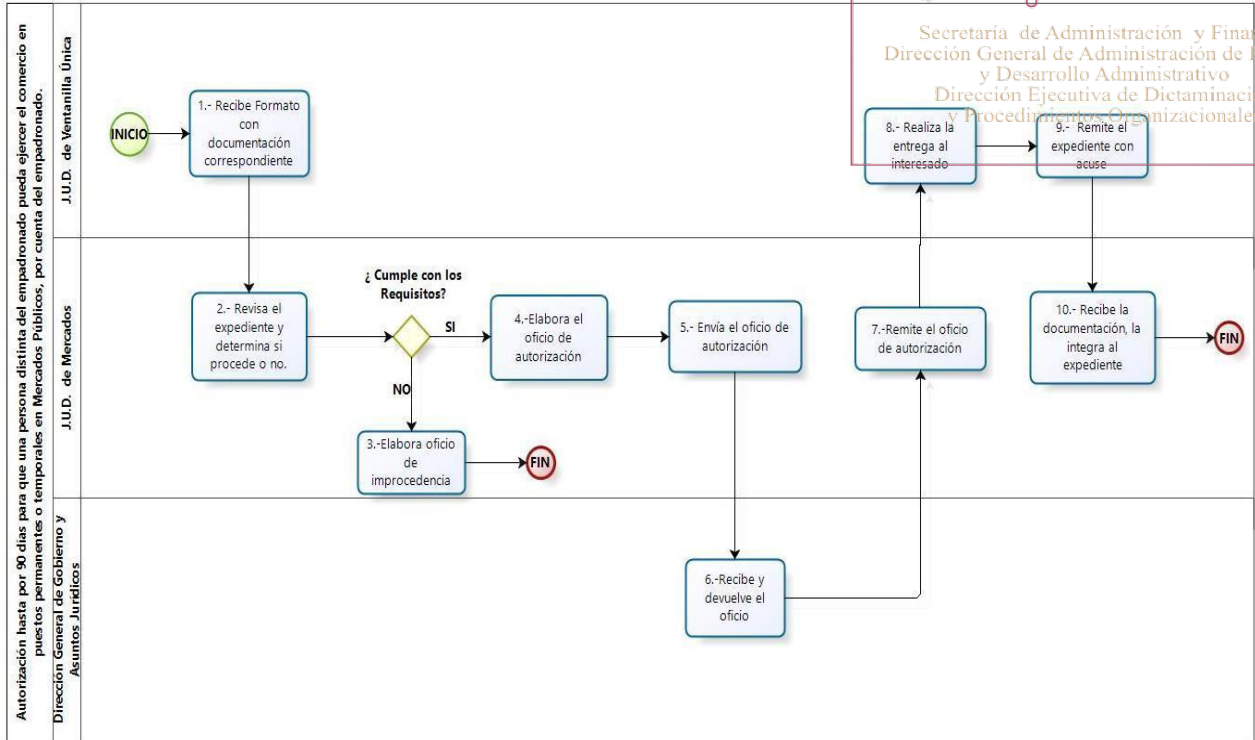 Autorización hasta por 90 dias para que una persona distinta del empadronado pueda ejercer el comercio en
puestos permanentes o temporales en Mercados Públicos, por cuenta del empadronado.
J.U.D. de Ventanilla Única
INICIO
1.- Recibe Formato
con
documentación
correspondiente
Secretaría de Administración y
Dirección General de Administración de
y Desarrollo Administrativo
Dirección Ejecutiva de
y Procedimientos
8.- Realiza la
entrega al
interesado
9.- Remite el
expediente con
acuse
J.U.D. de Mercados
2.- Revisa el
expediente y
determina si
procede o no.
¿ Cumple con los
Requisitos?
SI
NO
3.-Elabora oficio
de
improcedencia
FIN
4.-Elabora el
oficio de
autorización
5.- Envía el oficio de
autorización
7.-Remite el oficio
de autorización
10.- Recibe la
documentación, la
integra al
expediente
FIN
Dirección General de Gobierno y
Asuntos Jurídicos
6.-Recibe y
devuelve el
oficio